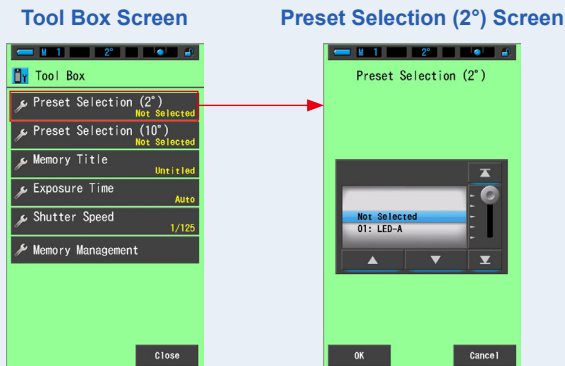 Tool Box Screen
Preset Selection (2°) Screen
M 1 2°
Tool Box
Preset Selection (2°)
Not Selected
Preset Selection (10°)
Not Selected
Memory Title
Untitled
Exposure Time
Auto
Shutter Speed
1/125
Memory Management
Close
M 1 2°
Preset Selection (2°)
Not Selected
01: LED-A
OK Cancel